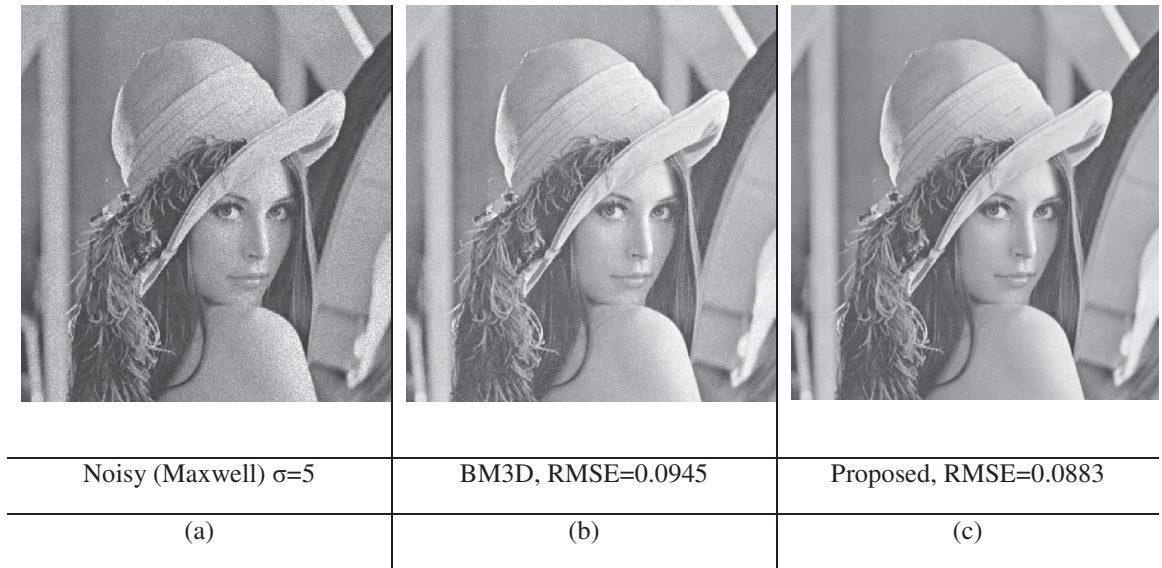 Noisy (Maxwell) σ=5
BM3D, RMSE=0.0945
Proposed, RMSE=0.0883
(a)
(b)
(c)